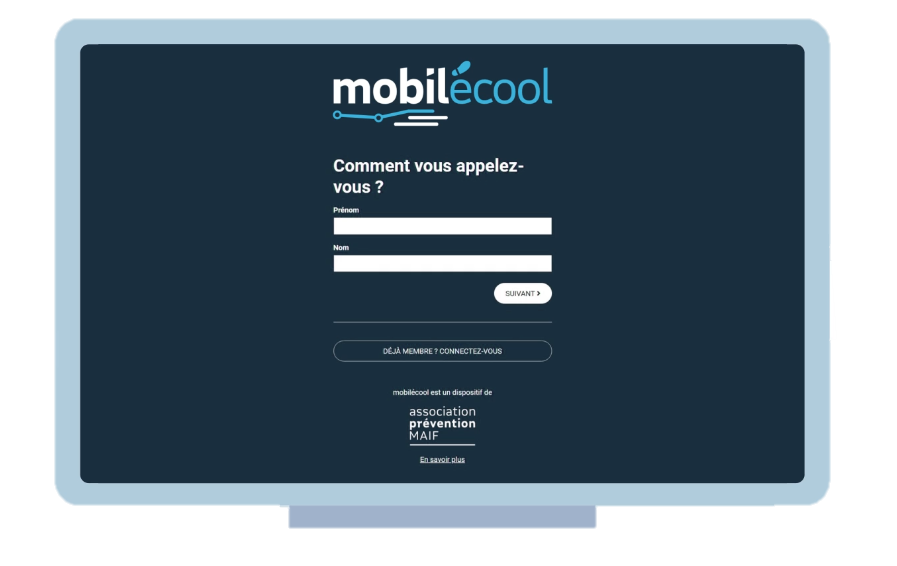 mobilécool
Comment vous appelez-
vous ?
Prénom
Nom
SUIVANT >
DÉJÀ MEMBRE ? CONNECTEZ-VOUS
mobilécool est un dispositif de
association
prévention
MAIF
En savoir plus